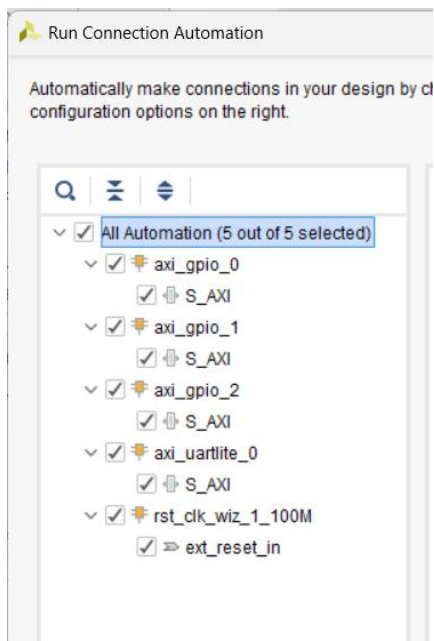 Run Connection Automation
Automatically make connections in your design by
configuration options on the right.
All Automation (5 out of 5 selected)
axi_gpio_0
S_AXI
axi_gpio_1
S_AXI
axi_gpio_2
S_AXI
axi_uartlite_0
S_AXI
rst_clk_wiz_1_100M
ext_reset_in